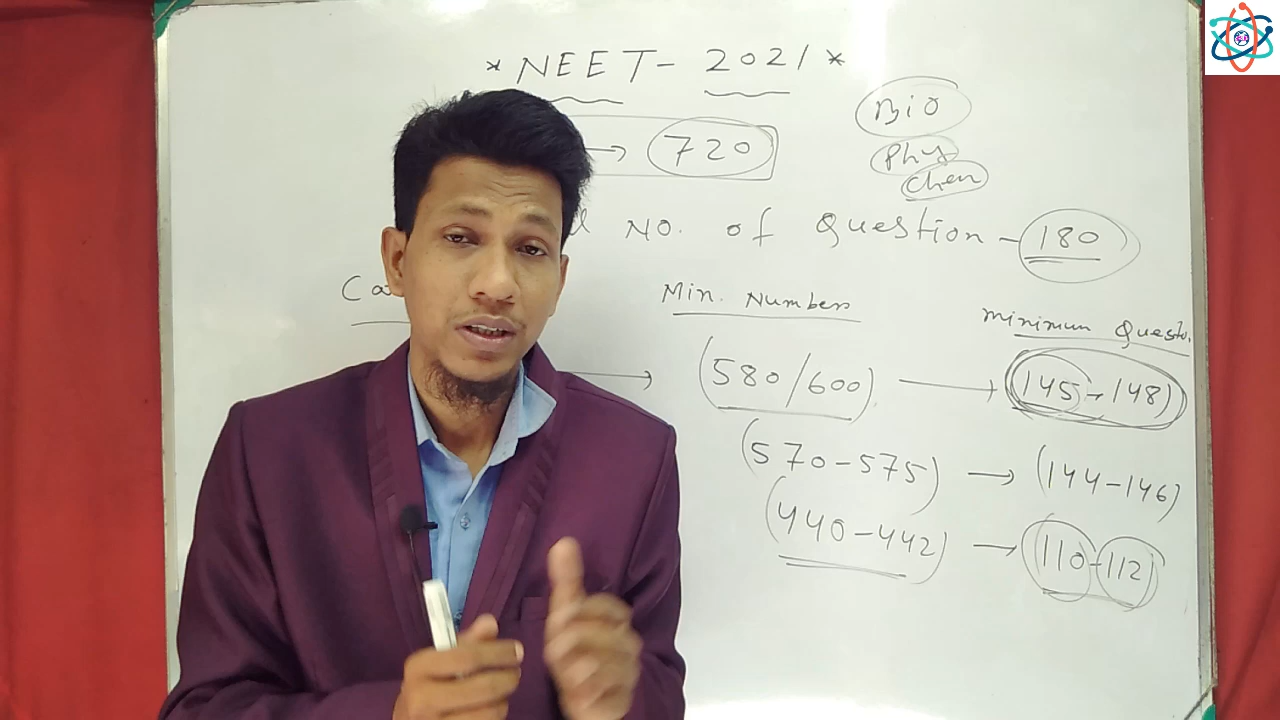 *NEET- 2021*
Bio
→ 720
Phy
Chem
No. of Question - 180
Ca
Min. Numbers
Minimum Questn.
→ (580/600) → (145-148)
(570-575) → (144-146)
(440-442) → (110-112)